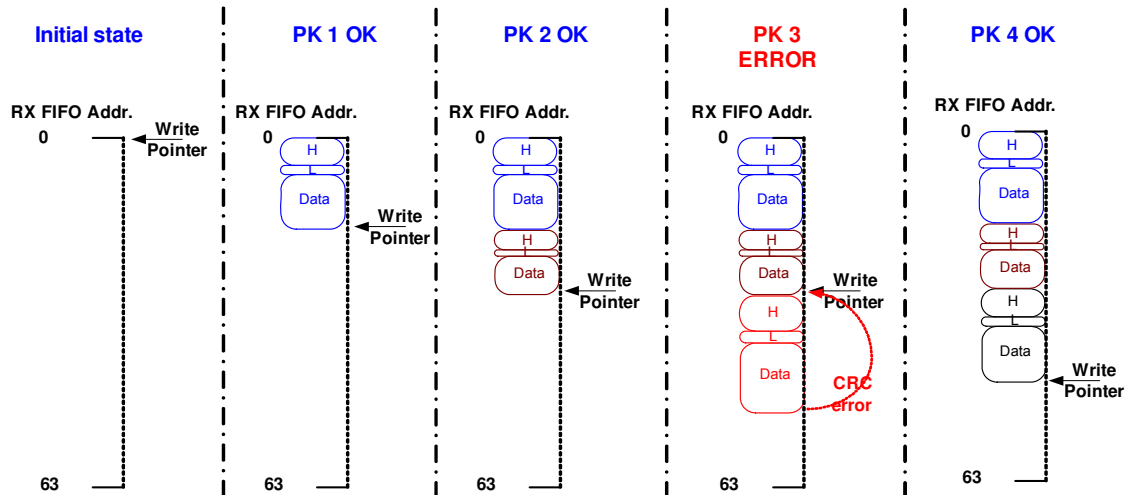 Initial state
RX FIFO Addr.
0
Write
Pointer
63
PK 1 OK
RX FIFO Addr.
0
H
L
Data
Write
Pointer
63
PK 2 OK
RX FIFO Addr.
0
H
L
Data
H
L
Data
Write
Pointer
63
PK 3
ERROR
RX FIFO Addr.
0
H
L
Data
H
L
Data
Write
Pointer
H
L
Data
CRC
error
63
PK 4 OK
RX FIFO Addr.
0
H
L
Data
H
L
Data
H
L
Data
Write
Pointer
63